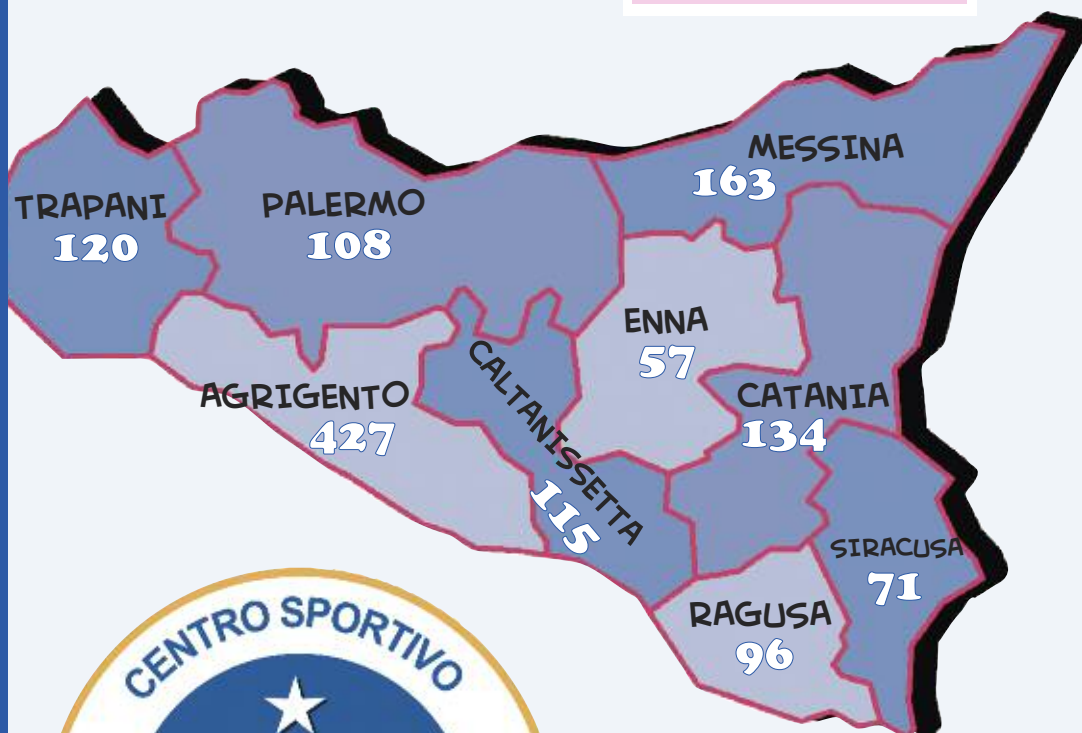 MESSINA
163
TRAPANI
120
PALERMO
108
ENNA
57
AGRIGENTO
427
CALTANISSETTA
115
CATANIA
134
SIRACUSA
71
RAGUSA
96
CENTRO SPORTIVO